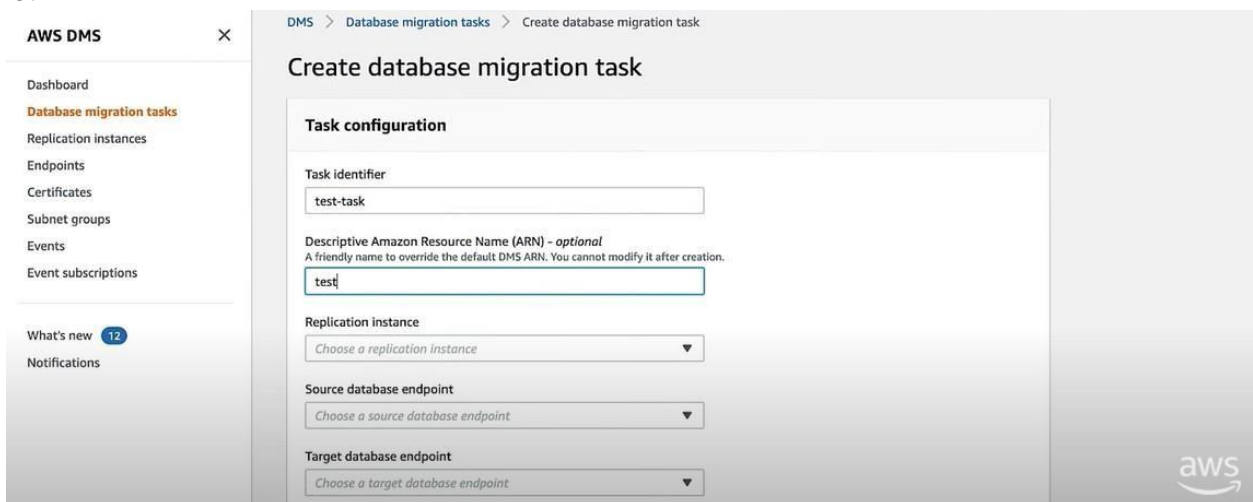 DMS > Database migration tasks > Create database migration task
AWS DMS
Dashboard
Database migration tasks
Replication instances
Endpoints
Certificates
Subnet groups
Events
Event subscriptions
What's new 12
Notifications
Create database migration task
Task configuration
Task identifier
test-task
Descriptive Amazon Resource Name (ARN) - optional
A friendly name to override the default DMS ARN. You cannot modify it after creation.
test
Replication instance
Choose a replication instance
Source database endpoint
Choose a source database endpoint
Target database endpoint
Choose a target database endpoint
aws